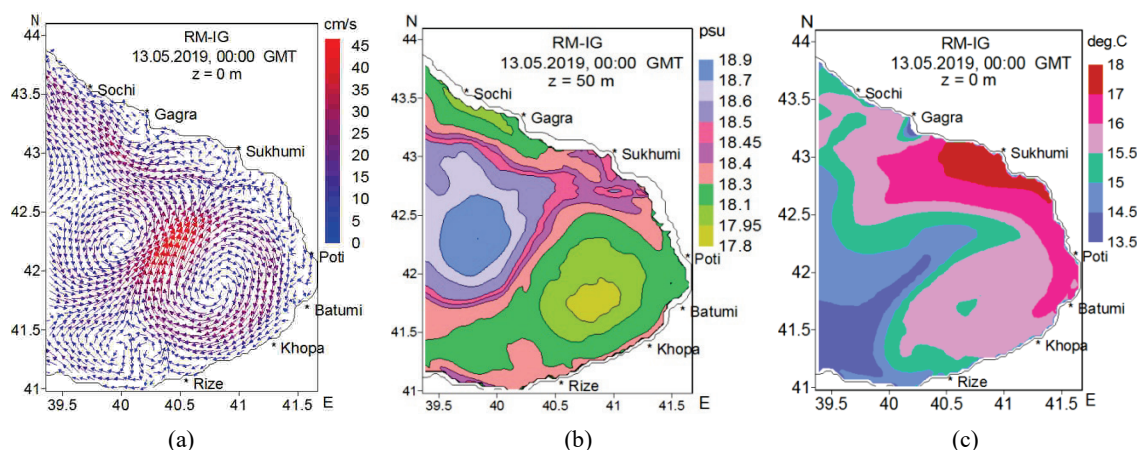 N
44
43.5
43
42.5
42
41.5
41
39.5 40 40.5 41 41.5 E
RM-IG
13.05.2019, 00:00 GMT
z = 0 m
Sochi
Gagra
Sukhumi
Poti
Batumi
Khopa
Rize
cm/s
45
40
35
30
25
20
15
10
5
0
(a)
N
44
43.5
43
42.5
42
41.5
41
39.5 40 40.5 41 41.5 E
RM-IG
13.05.2019, 00:00 GMT
z = 50 m
Sochi
Gagra
Sukhumi
Poti
Batumi
Khopa
Rize
psu
18.9
18.7
18.6
18.5
18.45
18.4
18.3
17.95
17.8
(b)
N
44
43.5
43
42.5
42
41.5
41
39.5 40 40.5 41 41.5 E
RM-IG
13.05.2019, 00:00 GMT
z = 0 m
Sochi
Gagra
Sukhumi
Poti
Batumi
Khopa
Rize
deg.C
18
17
16
15.5
15
14.5
13.5
(c)